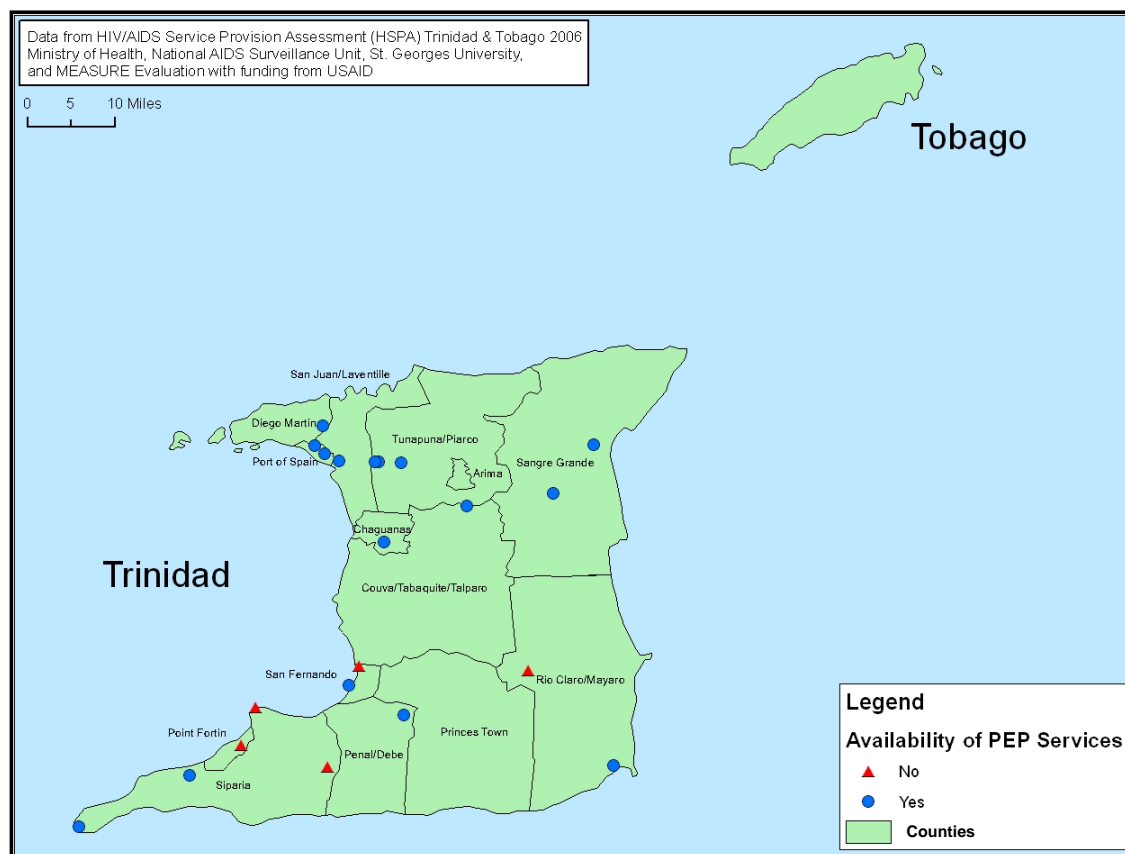 Data from HIV/AIDS Service Provision Assessment (HSPA) Trinidad & Tobago 2006
Ministry of Health, National AIDS Surveillance Unit, St. Georges University,
and MEASURE Evaluation with funding from USAID
0 5 10 Miles
Tobago
San Juan/Laventille
Diego Martin
Tunapuna/Piarco
Port of Spain
Sangre Grande
Arima
Chaguanas
Trinidad
Couva/Tabaquite/Talparo
San Fernando
Rio Claro/Mayaro
Point Fortin
Princes Town
Penal/Debe
Siparia
Legend
Availability of PEP Services
No
Yes
Counties